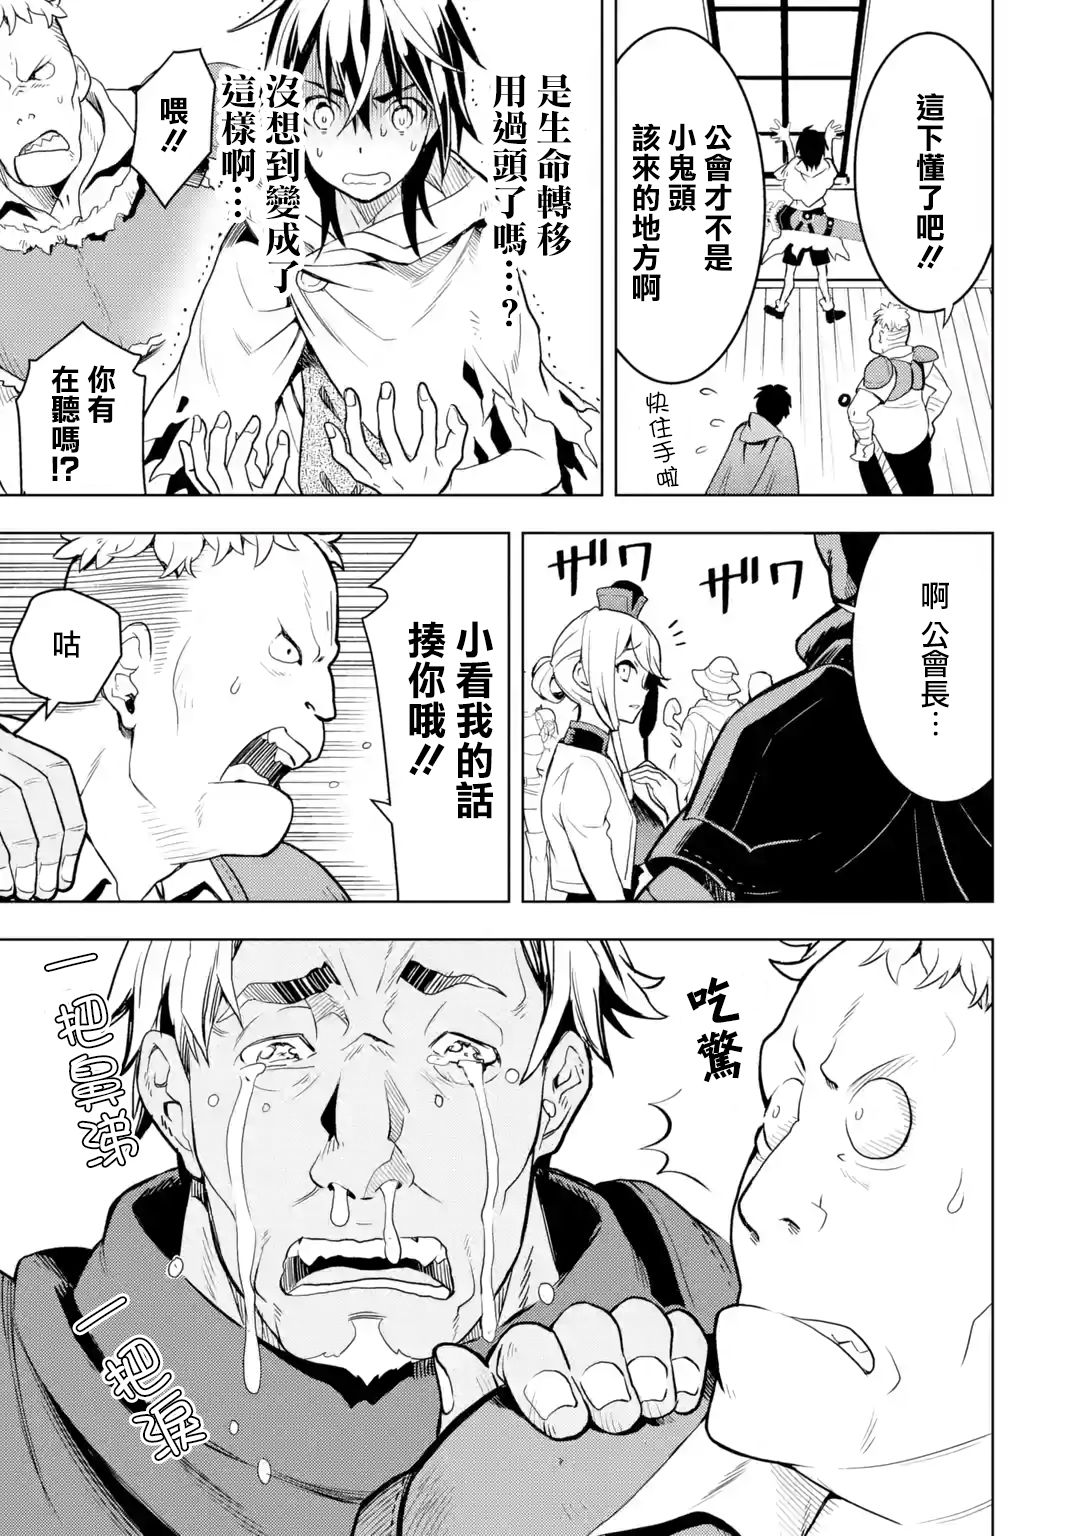 這下懂了吧!!
公會才不是
小鬼頭
該來的地方啊
快住手啦
是生命轉移
用過頭了嗎…?
沒想到變成了
這樣啊…
喂!!
你有
在聽嗎!?
啊 公會長…
ザワ
ザワ
小看我的話
揍你哦!!
咕
吃驚
一把鼻涕
一把淚